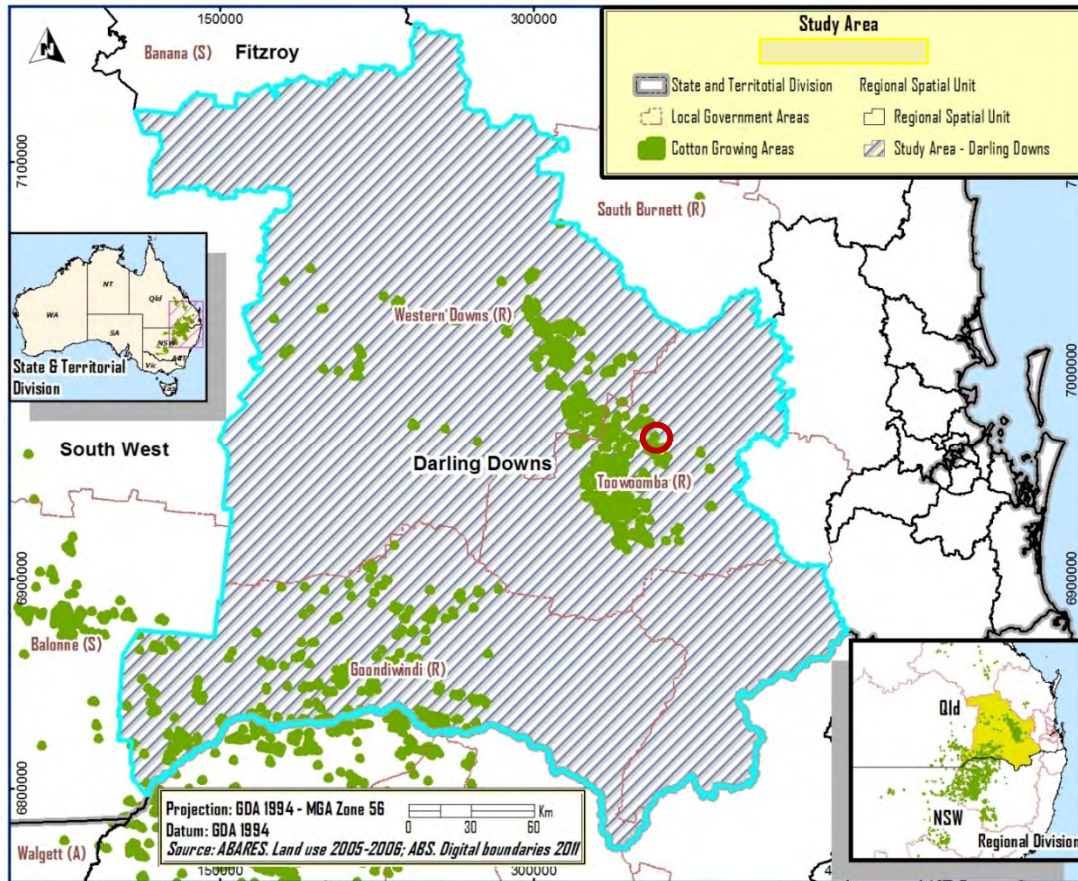 150000
300000
Banana (S)
Fitzroy
N
Study Area
State and Territotial Division
Regional Spatial Unit
Local Government Areas
Regional Spatial Unit
Cotton Growing Areas
Study Area - Darling Downs
7100000
South Burnett (R)
NT
Qld
WA
SA
NSW
Vic
State & Territorial
Division
Western Downs (R)
7000000
South West
Darling Downs
Toowoomba (R)
6900000
6900000
Balonne (S)
Goondiwindi (R)
Qld
NSW
Regional Division
6800000
Projection: GDA 1994 - MGA Zone 56
Datum: GDA 1994
0 30 60
Km
Source: ABARES. Land use 2005-2006; ABS. Digital boundaries 2011
Walgett (A)
150000
300000